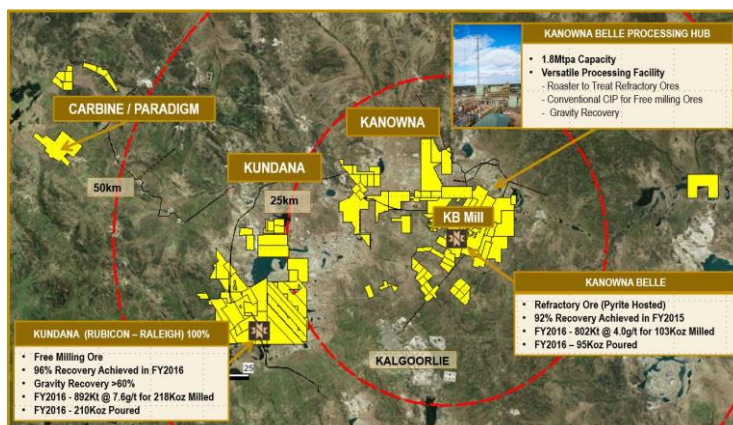 KANOWNA BELLE PROCESSING HUB
• 1.8Mtpa Capacity
• Versatile Processing Facility
- Roaster to Treat Refractory Ores
- Conventional CIP for Free milling Ores
- Gravity Recovery
CARBINE / PARADIGM
KANOWNA
KUNDANA
50km
25km
KB Mill
KANOWNA BELLE
• Refractory Ore (Pyrite Hosted)
• 92% Recovery Achieved in FY2015
• FY2016 - 802Kt @ 4.0g/t for 103Koz Milled
• FY2016 – 95Koz Poured
KUNDANA (RUBICON – RALEIGH) 100%
• Free Milling Ore
• 96% Recovery Achieved in FY2016
• Gravity Recovery >60%
• FY2016 - 892Kt @ 7.6g/t for 218Koz Milled
• FY2016 - 210Koz Poured
KALGOORLIE
25